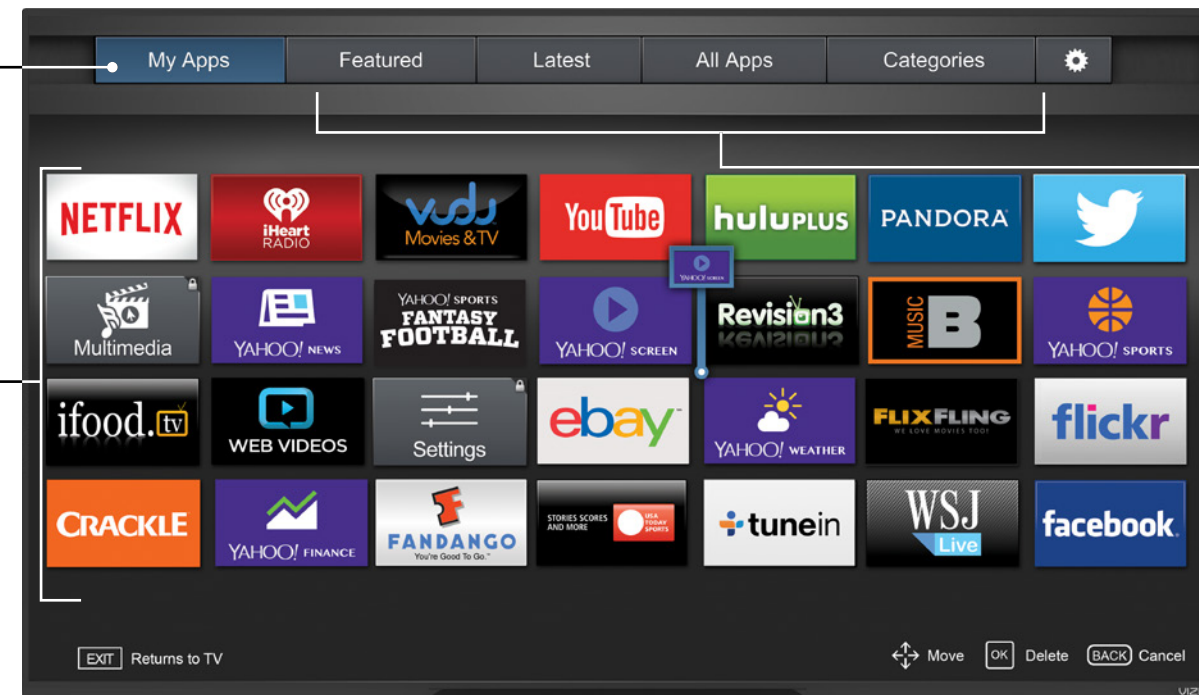 My Apps Featured Latest All Apps Categories
NETFLIX
iHeart
RADIO
vudu
Movies & TV
YouTube
huluPLUS
PANDORA
YAHOO! SCREEN
Multimedia
YAHOO! NEWS
YAHOO! SPORTS
FANTASY
FOOTBALL
YAHOO! SCREEN
Revision3
MUSIC
B
YAHOO! SPORTS
ifood.tv
WEB VIDEOS
Settings
ebay
YAHOO! WEATHER
FLIXFLING
WE LOVE MOVIES TOO!
flickr
CRACKLE
YAHOO! FINANCE
FANDANGO
You're Good To Go.™
STORIES SCORES
AND MORE
USA
TODAY
SPORTS
tunein
WSJ
Live
facebook.
EXIT Returns to TV
Move OK Delete BACK Cancel